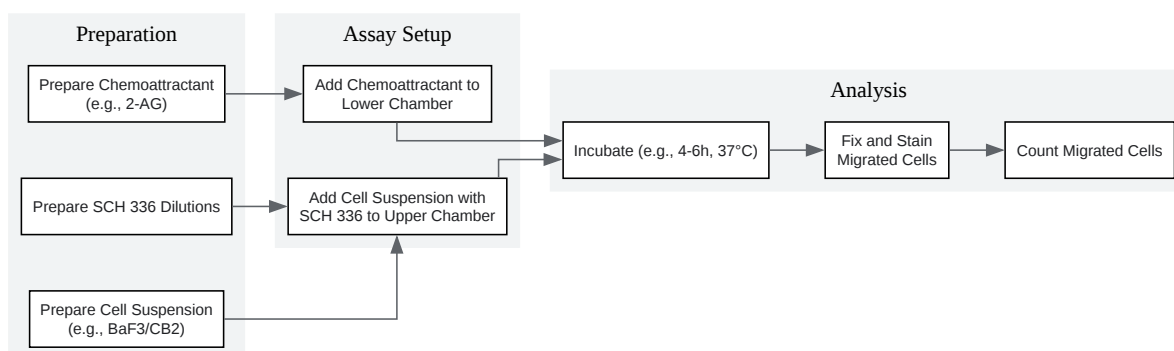 Preparation
Prepare Chemoattractant
(e.g., 2-AG)
Prepare SCH 336 Dilutions
Prepare Cell Suspension
(e.g., BaF3/CB2)
Assay Setup
Add Chemoattractant to
Lower Chamber
Add Cell Suspension with
SCH 336 to Upper Chamber
Analysis
Incubate (e.g., 4-6h, 37°C)
Fix and Stain
Migrated Cells
Count Migrated Cells